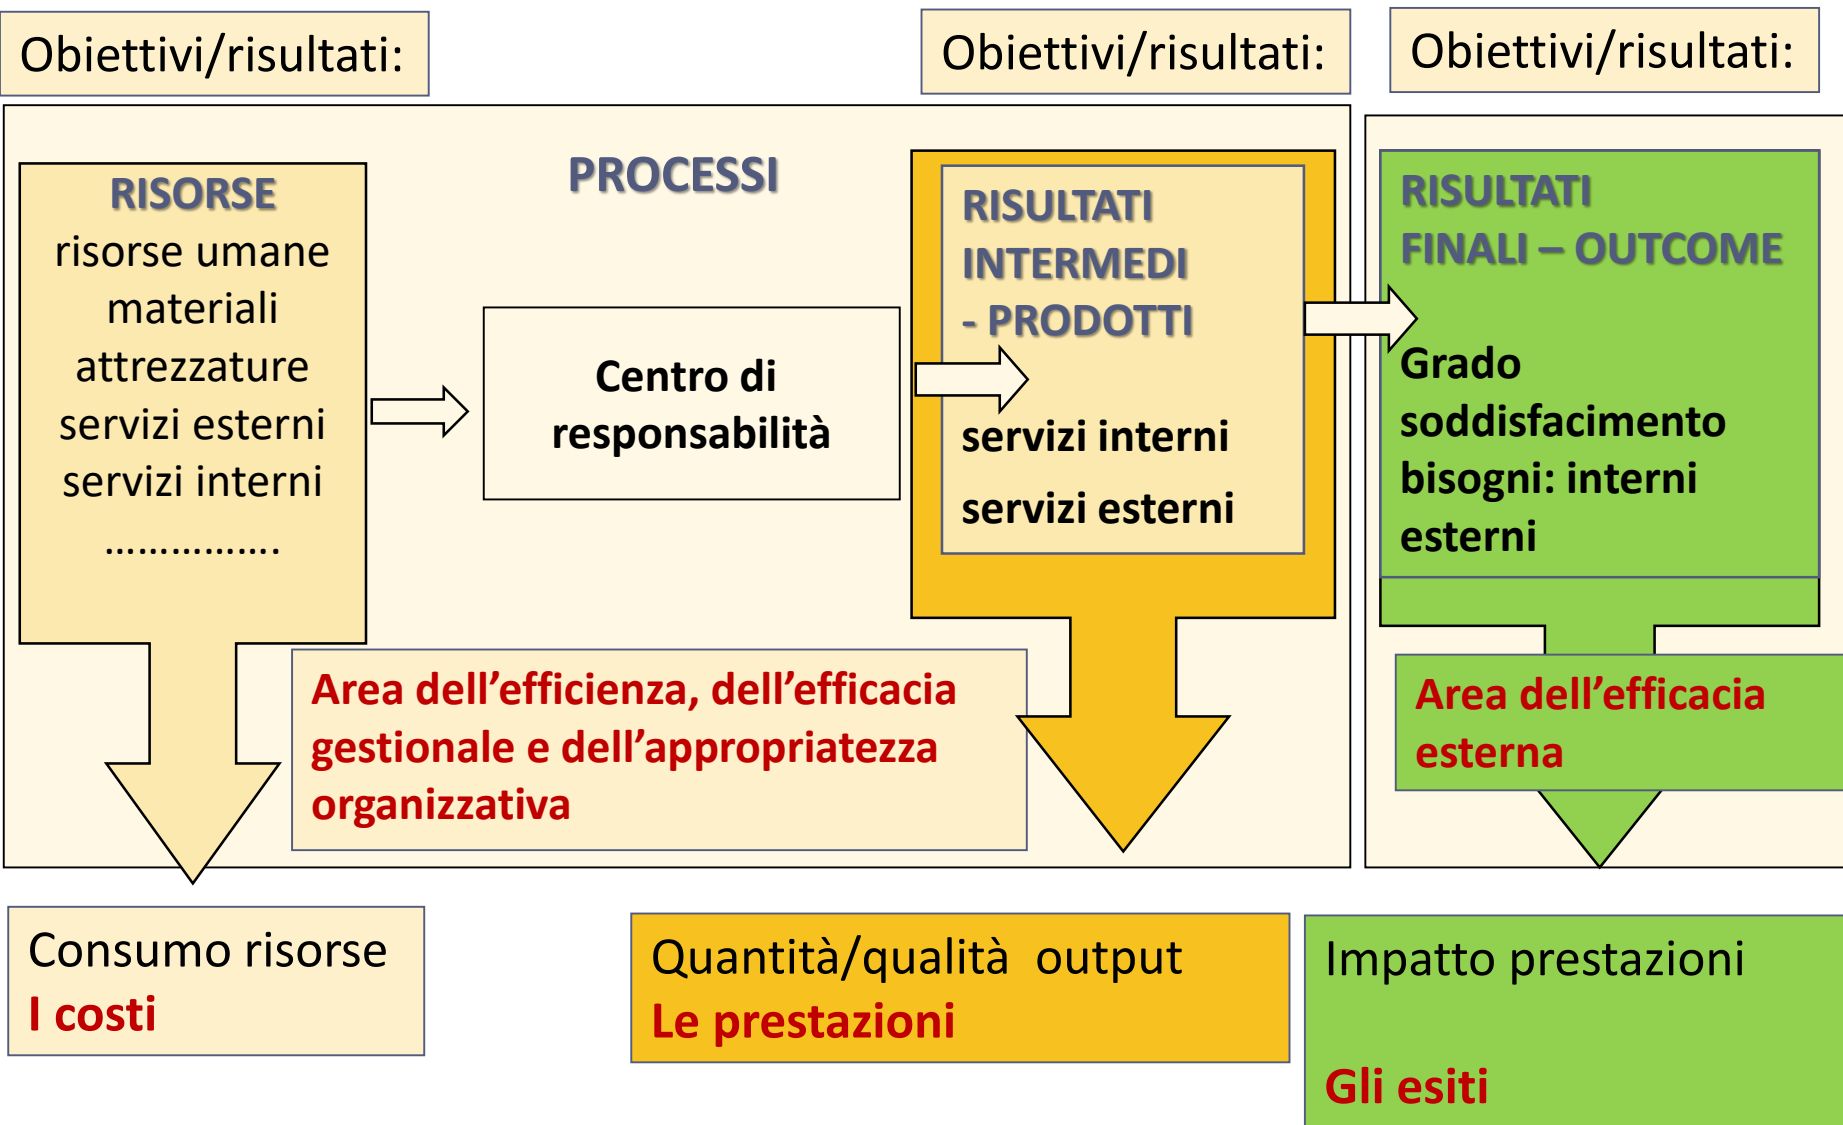 Obiettivi/risultati:
Obiettivi/risultati:
Obiettivi/risultati:
RISORSE
risorse umane
materiali
attrezzature
servizi esterni
servizi interni
…………….
PROCESSI
Centro di
responsabilità
RISULTATI
INTERMEDI
- PRODOTTI
servizi interni
servizi esterni
RISULTATI
FINALI – OUTCOME
Grado
soddisfacimento
bisogni: interni
esterni
Area dell’efficienza, dell’efficacia
gestionale e dell’appropriatezza
organizzativa
Area dell’efficacia
esterna
Consumo risorse
I costi
Quantità/qualità output
Le prestazioni
Impatto prestazioni
Gli esiti